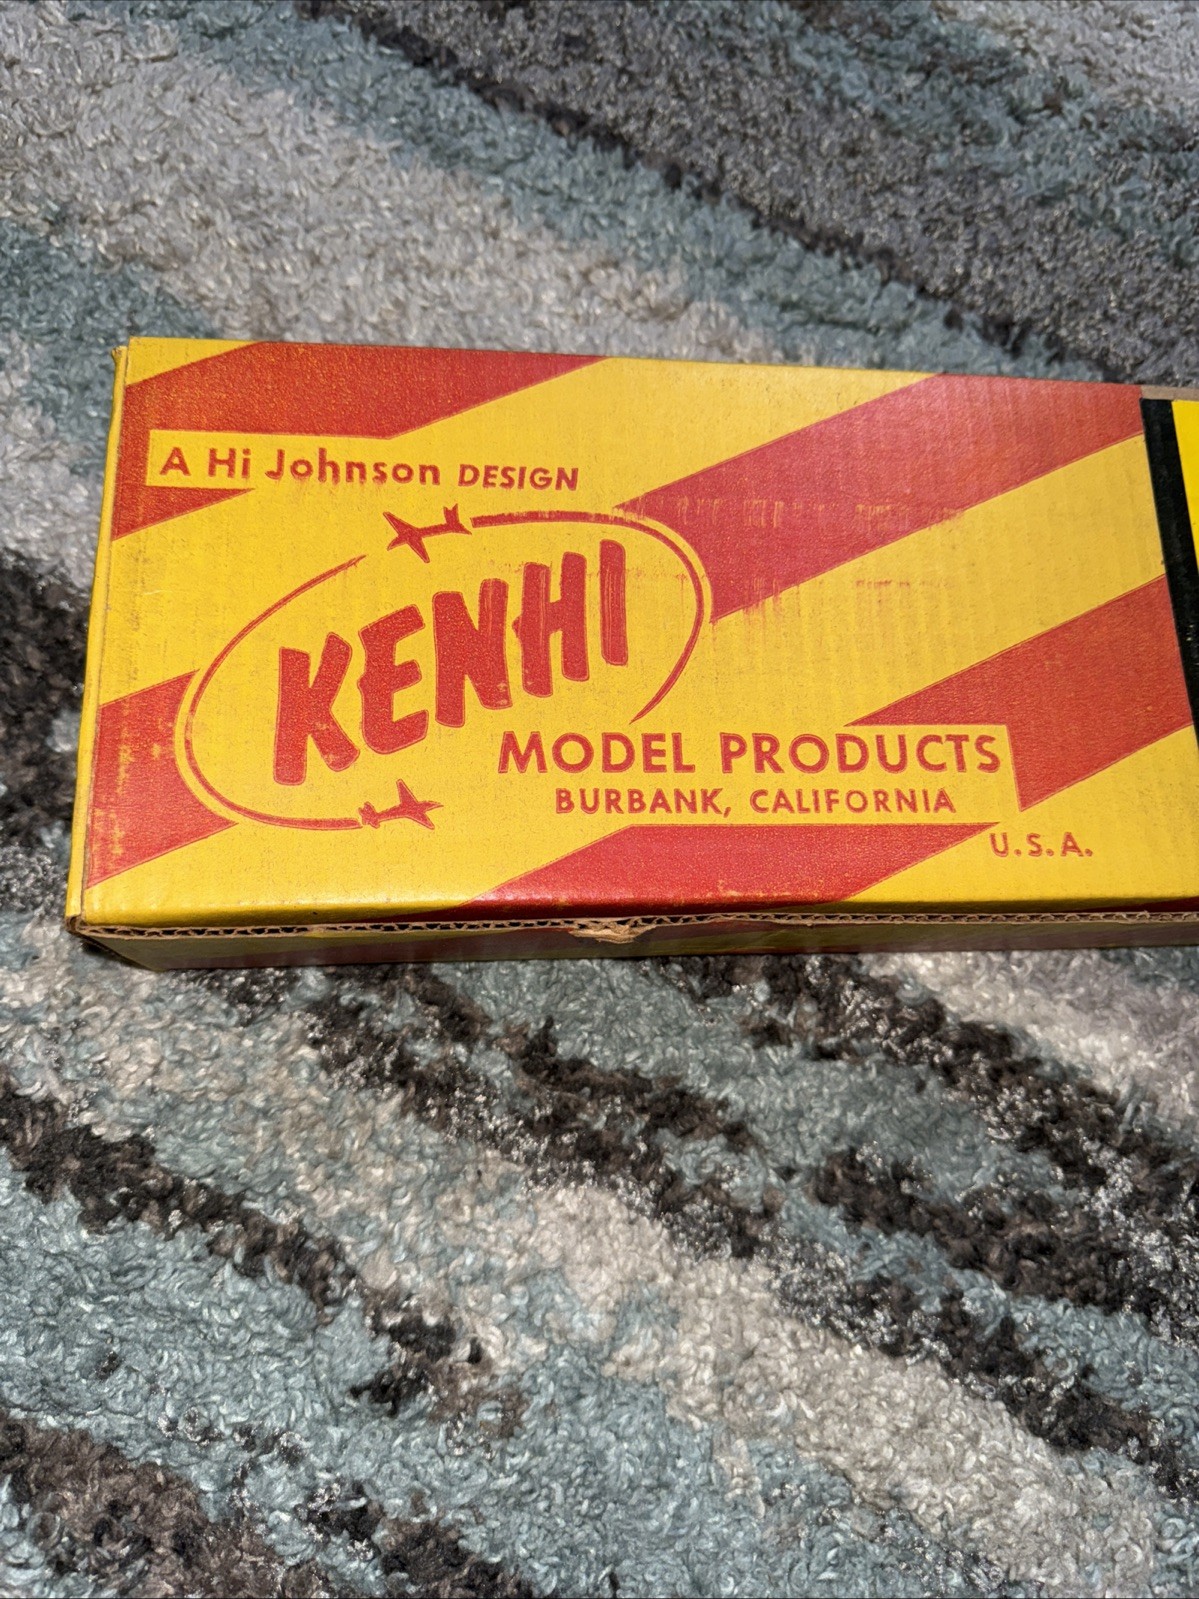 A Hi Johnson DESIGN
KENHI
MODEL PRODUCTS
BURBANK, CALIFORNIA
U.S.A.